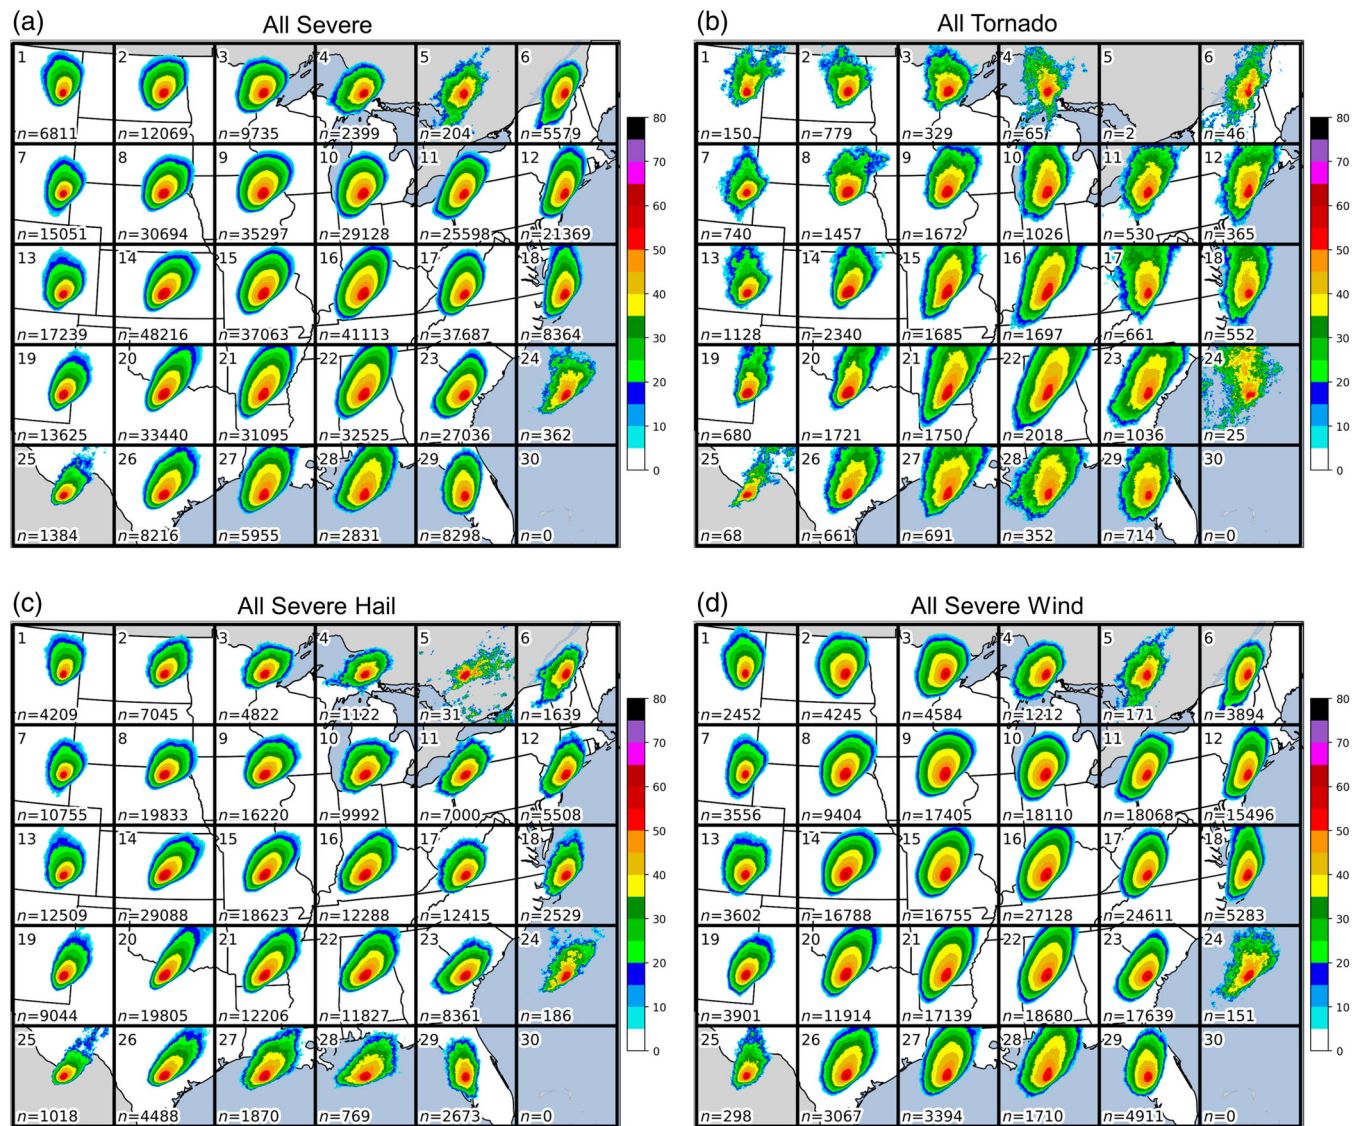 (a) All Severe
1 2 3 4 5 6
n=6811 n=12069 n=9735 n=2399 n=204 n=5579
7 8 9 10 11 12
n=15051 n=30694 n=35297 n=29128 n=25598 n=21369
13 14 15 16 17 18
n=17239 n=48216 n=37063 n=41113 n=37687 n=8364
19 20 21 22 23 24
n=13625 n=33440 n=31095 n=32525 n=27036 n=362
25 26 27 28 29 30
n=1384 n=8216 n=5955 n=2831 n=8298 n=0
80
70
60
50
40
30
20
10
0
(b) All Tornado
1 2 3 4 5 6
n=150 n=779 n=329 n=65 n=2 n=46
7 8 9 10 11 12
n=740 n=1457 n=1672 n=1026 n=530 n=365
13 14 15 16 17 18
n=1128 n=2340 n=1685 n=1697 n=661 n=552
19 20 21 22 23 24
n=680 n=1721 n=1750 n=2018 n=1036 n=25
25 26 27 28 29 30
n=68 n=661 n=691 n=352 n=714 n=0
80
70
60
50
40
30
20
10
0
(c) All Severe Hail
1 2 3 4 5 6
n=4209 n=7045 n=4822 n=1122 n=31 n=1639
7 8 9 10 11 12
n=10755 n=19833 n=16220 n=9992 n=7000 n=5508
13 14 15 16 17 18
n=12509 n=29088 n=18623 n=12288 n=12415 n=2529
19 20 21 22 23 24
n=9044 n=19805 n=12206 n=11827 n=8361 n=186
25 26 27 28 29 30
n=1018 n=4488 n=1870 n=769 n=2673 n=0
80
70
60
50
40
30
20
10
0
(d) All Severe Wind
1 2 3 4 5 6
n=2452 n=4245 n=4584 n=1212 n=171 n=3894
7 8 9 10 11 12
n=3556 n=9404 n=17405 n=18110 n=18068 n=15496
13 14 15 16 17 18
n=3602 n=16788 n=16755 n=27128 n=24611 n=5283
19 20 21 22 23 24
n=3901 n=11914 n=17139 n=18680 n=17639 n=151
25 26 27 28 29 30
n=298 n=3067 n=3394 n=1710 n=4911 n=0
80
70
60
50
40
30
20
10
0